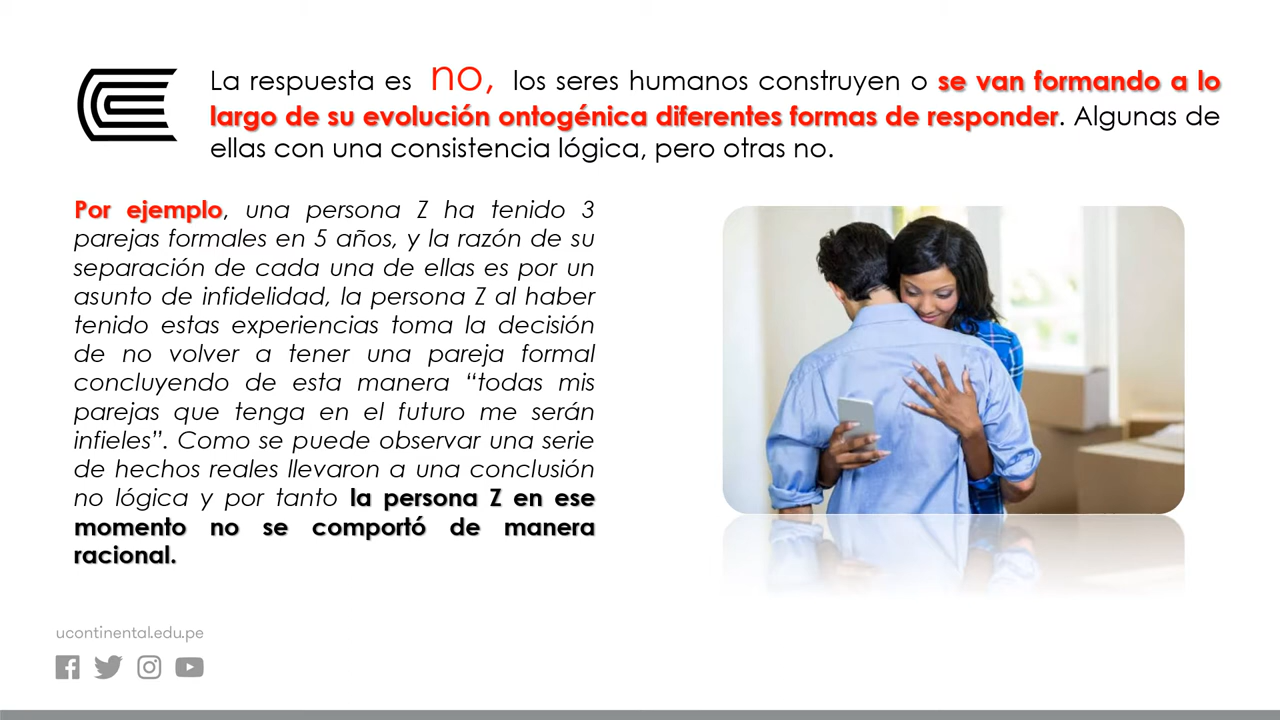 La respuesta es no, los seres humanos construyen o se van formando a lo
largo de su evolución ontogénica diferentes formas de responder. Algunas de
ellas con una consistencia lógica, pero otras no.
Por ejemplo, una persona Z ha tenido 3
parejas formales en 5 años, y la razón de su
separación de cada una de ellas es por un
asunto de infidelidad, la persona Z al haber
tenido estas experiencias toma la decisión
de no volver a tener una pareja formal
concluyendo de esta manera “todas mis
parejas que tenga en el futuro me serán
infieles”. Como se puede observar una serie
de hechos reales llevaron a una conclusión
no lógica y por tanto la persona Z en ese
momento no se comportó de manera
racional.
ucontinental.edu.pe